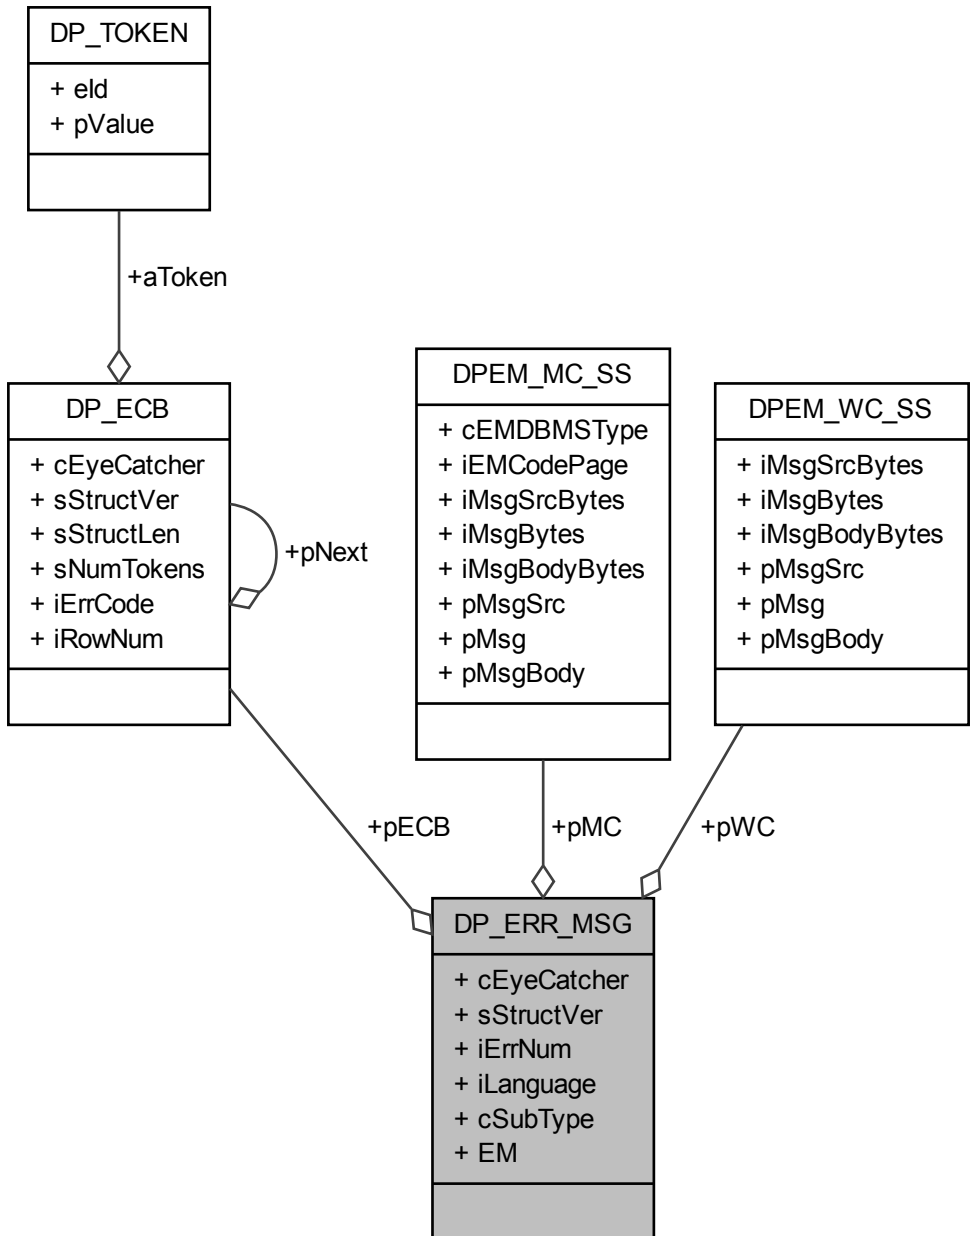 DP_TOKEN
+ eId
+ pValue
+aToken
DP_ECB
+ cEyeCatcher
+ sStructVer
+ sStructLen
+ sNumTokens
+ iErrCode
+ iRowNum
+pNext
DPEM_MC_SS
+ cEMDBMSType
+ iEMCodePage
+ iMsgSrcBytes
+ iMsgBytes
+ iMsgBodyBytes
+ pMsgSrc
+ pMsg
+ pMsgBody
DPEM_WC_SS
+ iMsgSrcBytes
+ iMsgBytes
+ iMsgBodyBytes
+ pMsgSrc
+ pMsg
+ pMsgBody
+pECB
+pMC
+pWC
DP_ERR_MSG
+ cEyeCatcher
+ sStructVer
+ iErrNum
+ iLanguage
+ cSubType
+ EM